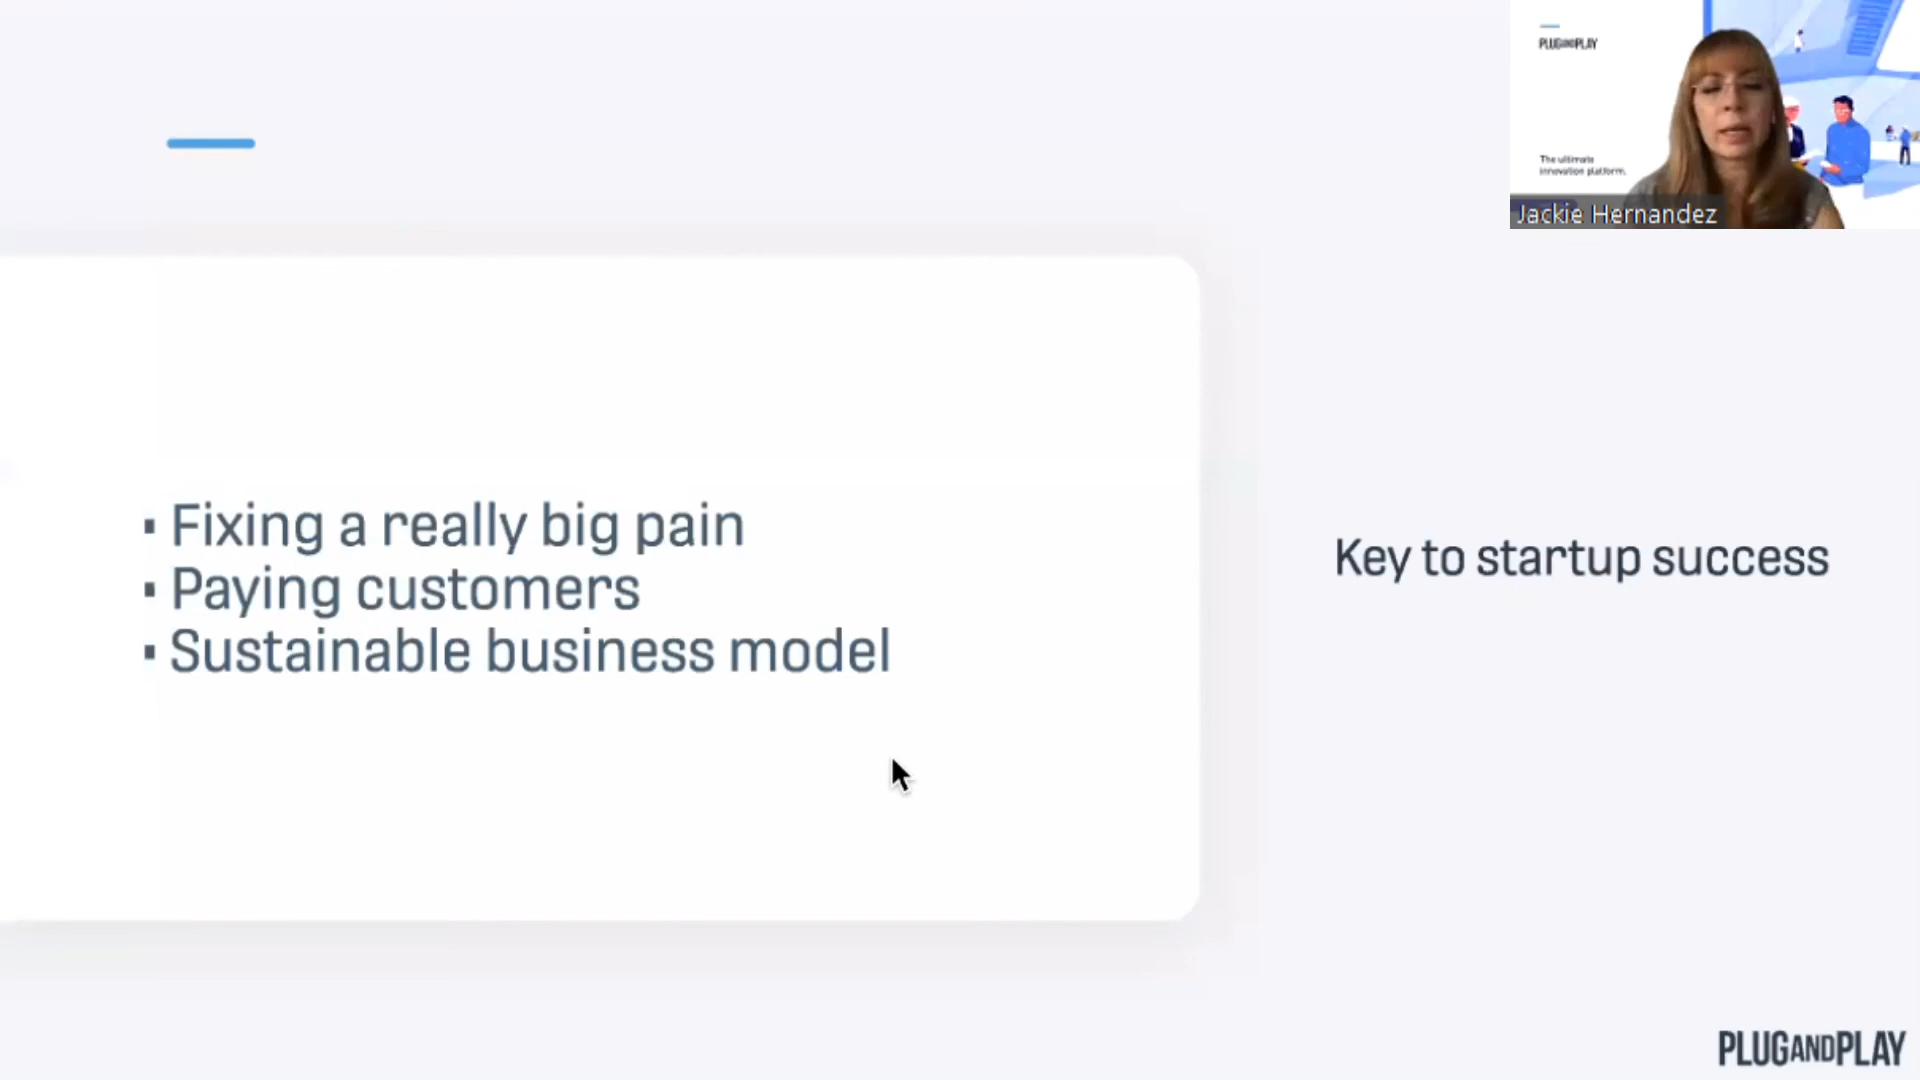 PLUGANDPLAY
The ultimate
innovation platform.
Jackie Hernandez
▪ Fixing a really big pain
▪ Paying customers
▪ Sustainable business model
Key to startup success
PLUGANDPLAY